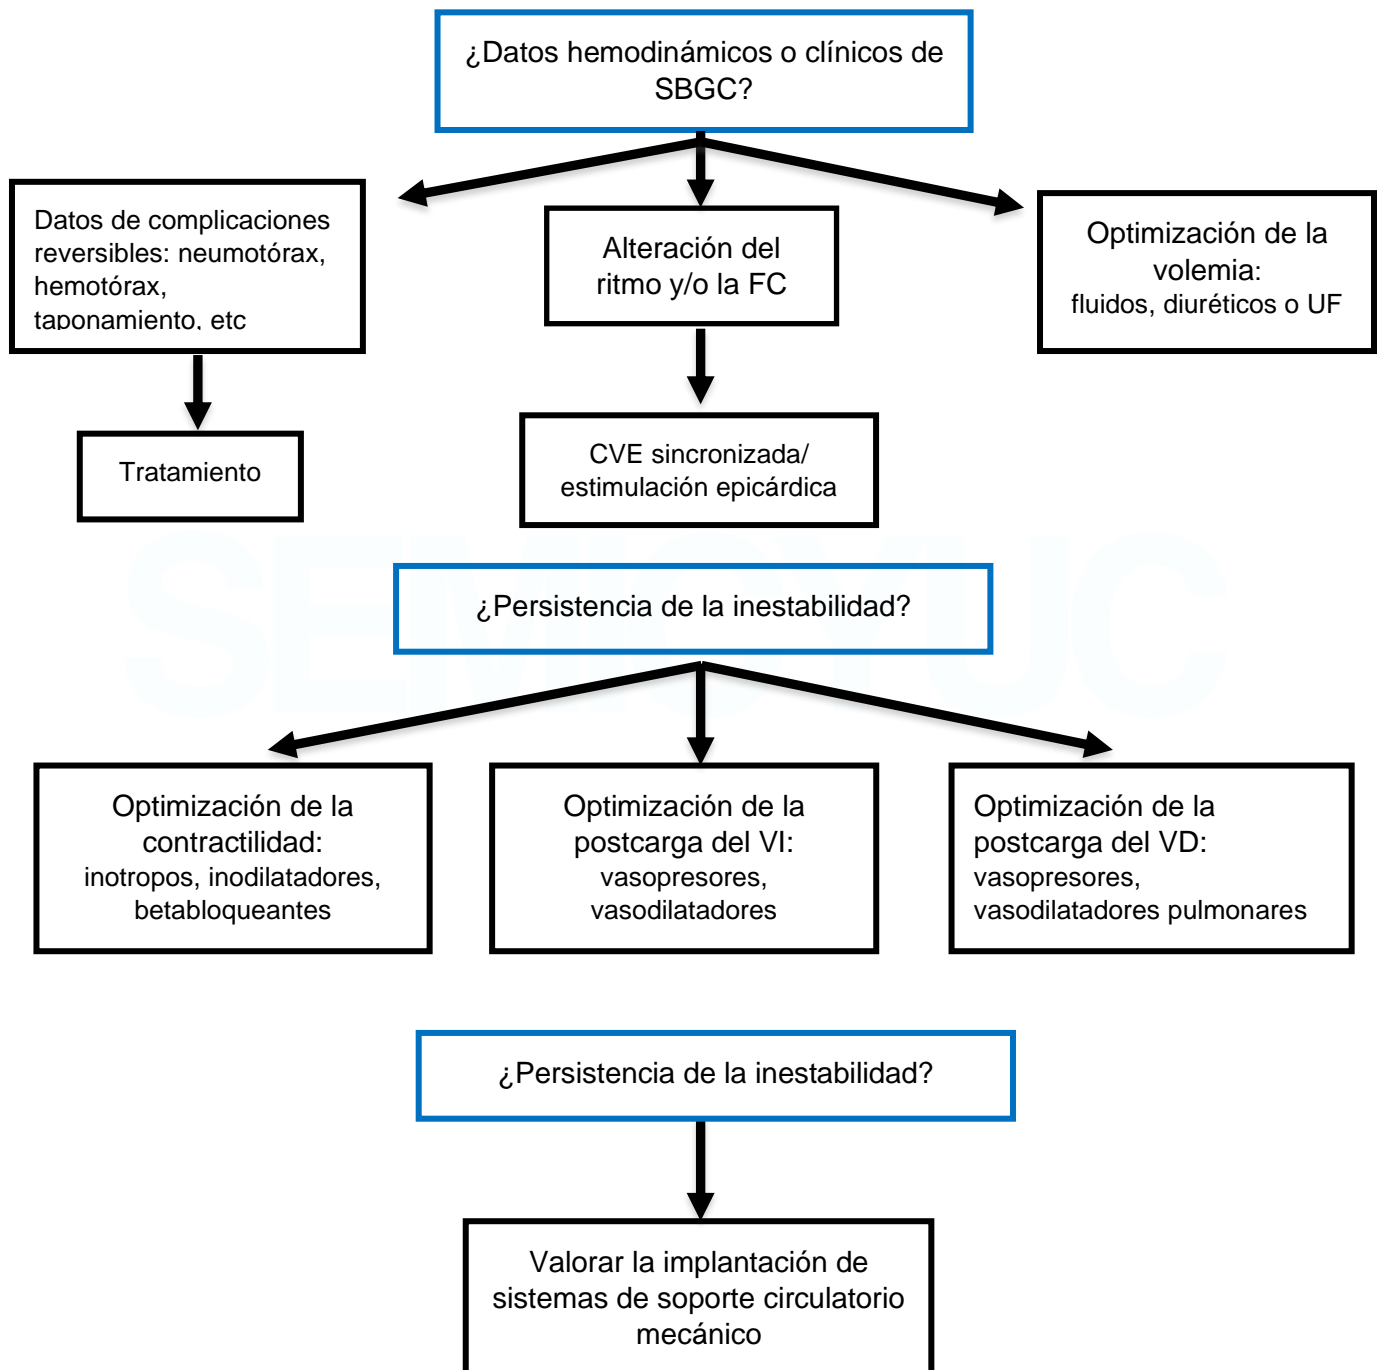 ¿Datos hemodinámicos o clínicos de
SBGC?
Datos de complicaciones
reversibles: neumotórax,
hemotórax,
taponamiento, etc
Alteración del
ritmo y/o la FC
Optimización de la
volemia:
fluidos, diuréticos o UF
Tratamiento
CVE sincronizada/
estimulación epicárdica
SEMICYUC
¿Persistencia de la inestabilidad?
Optimización de la
contractilidad:
inotropos, inodilatadores,
betabloqueantes
Optimización de la
postcarga del VI:
vasopresores,
vasodilatadores
Optimización de la
postcarga del VD:
vasopresores,
vasodilatadores pulmonares
¿Persistencia de la inestabilidad?
Valorar la implantación de
sistemas de soporte circulatorio
mecánico